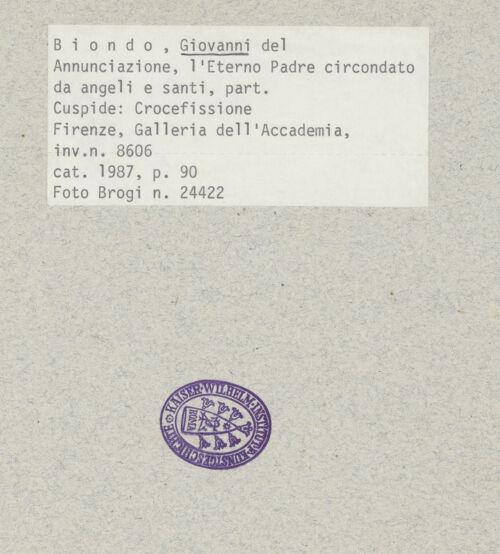 B i o n d o , Giovanni del
Annunciazione, l'Eterno Padre circondato
da angeli e santi, part.
Cuspide: Crocefissione
Firenze, Galleria dell'Accademia,
inv.n. 8606
cat. 1987, p. 90
Foto Brogi n. 24422
KAISER-WILHELM-INSTITUT F. KUNSTGESCHICHTE
ROMA